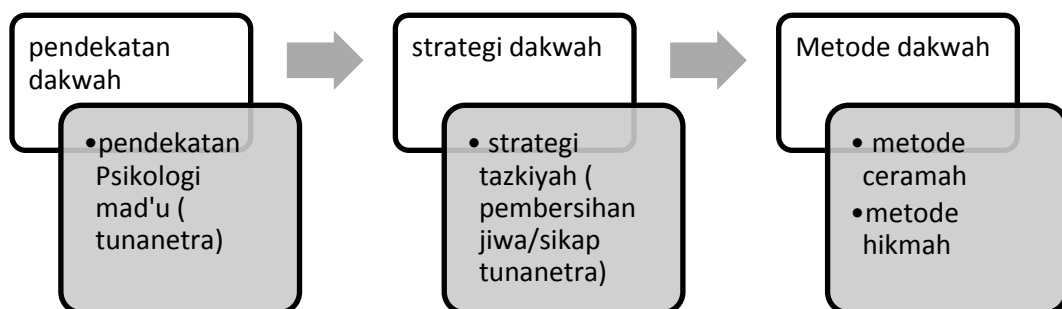 pendekatan
dakwah
•pendekatan
Psikologi
mad'u (
tunanetra)
strategi dakwah
• strategi
tazkiyah (
pembersihan
jiwa/sikap
tunanetra)
Metode dakwah
• metode
ceramah
•metode
hikmah